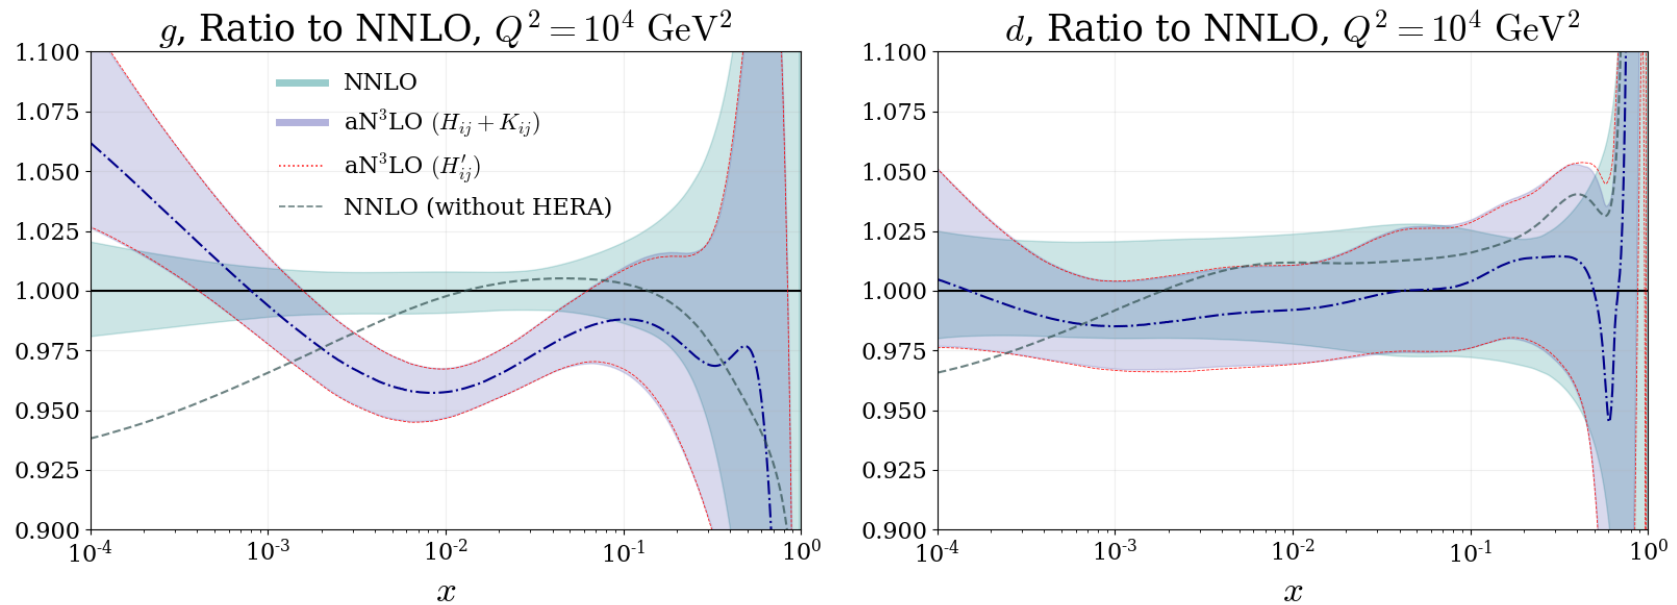 g, Ratio to NNLO, Q² = 10⁴ GeV²
1.100
1.075
1.050
1.025
1.000
0.975
0.950
0.925
0.900
NNLO
aN³LO (Hᵢⱼ + Kᵢⱼ)
aN³LO (H′ᵢⱼ)
NNLO (without HERA)
10⁻⁴ 10⁻³ 10⁻² 10⁻¹ 10⁰
x
d, Ratio to NNLO, Q² = 10⁴ GeV²
1.100
1.075
1.050
1.025
1.000
0.975
0.950
0.925
0.900
10⁻⁴ 10⁻³ 10⁻² 10⁻¹ 10⁰
x